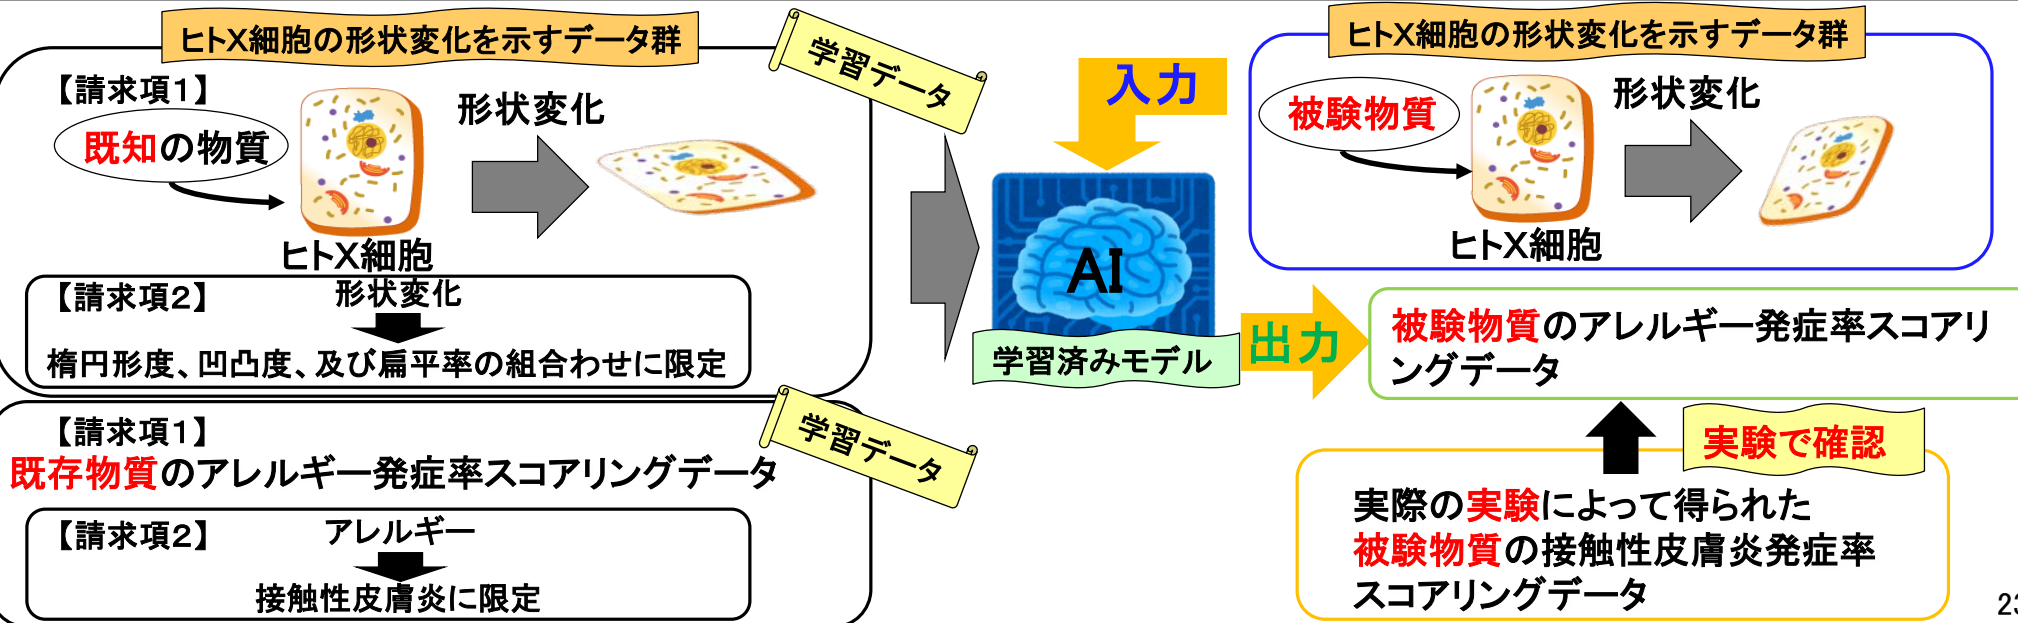 ヒトX細胞の形状変化を示すデータ群
学習データ
【請求項1】
既知の物質
形状変化
ヒトX細胞
【請求項2】
形状変化
楕円形度、凹凸度、及び扁平率の組合わせに限定
学習データ
【請求項1】
既存物質のアレルギー発症率スコアリングデータ
【請求項2】
アレルギー
接触性皮膚炎に限定
入力
AI
学習済みモデル
出力
ヒトX細胞の形状変化を示すデータ群
被験物質
形状変化
ヒトX細胞
被験物質のアレルギー発症率スコアリ
ングデータ
実験で確認
実際の実験によって得られた
被験物質の接触性皮膚炎発症率
スコアリングデータ
23